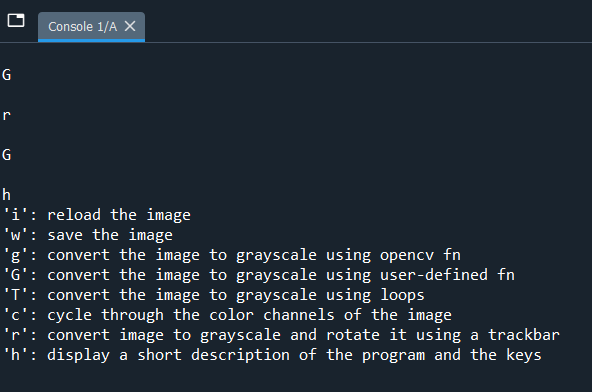 Console 1/A
G
r
G
h
'i': reload the image
'w': save the image
'g': convert the image to grayscale using opencv fn
'G': convert the image to grayscale using user-defined fn
'T': convert the image to grayscale using loops
'c': cycle through the color channels of the image
'r': convert image to grayscale and rotate it using a trackbar
'h': display a short description of the program and the keys